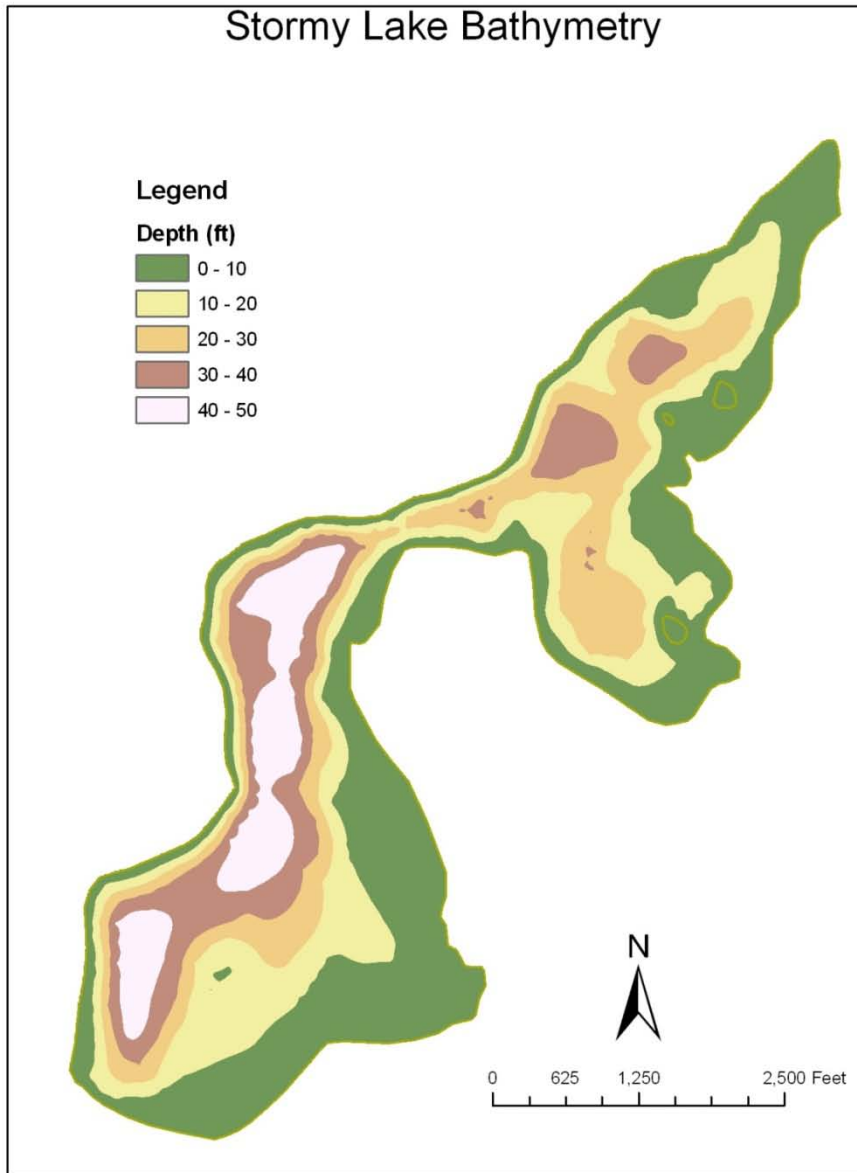 Stormy Lake Bathymetry
Legend
Depth (ft)
0 - 10
10 - 20
20 - 30
30 - 40
40 - 50
N
0 625 1,250 2,500 Feet